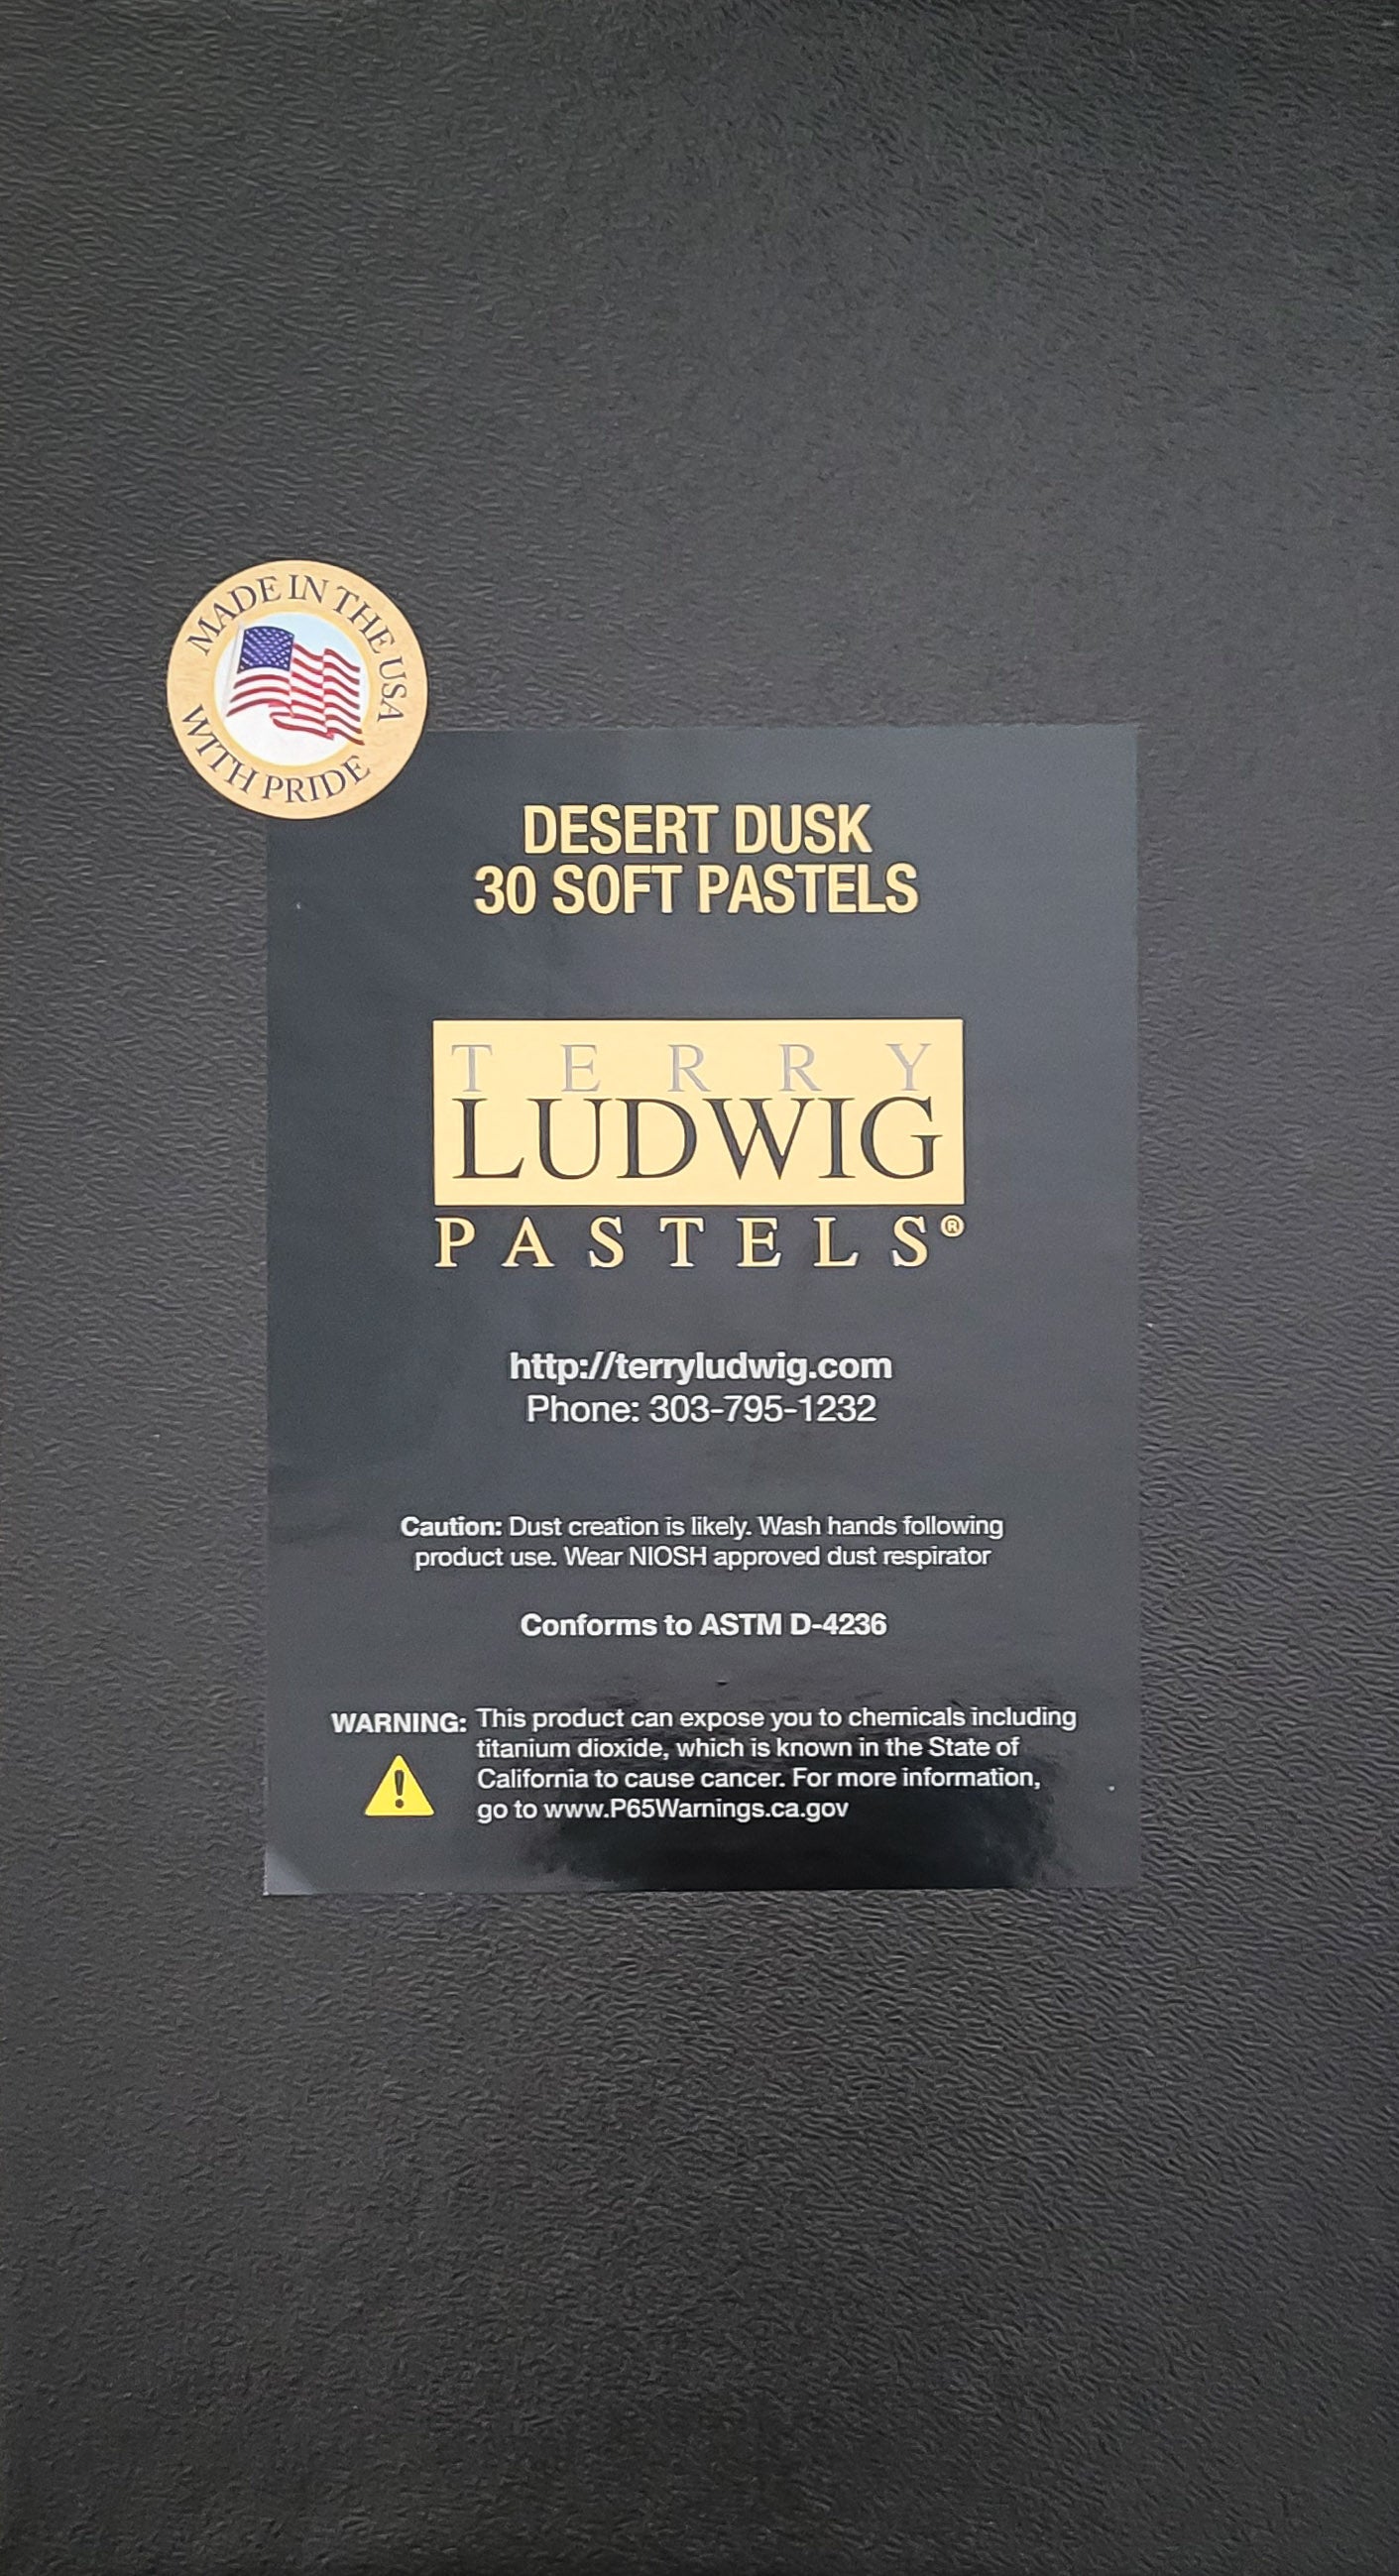 MADE IN THE USA
WITH PRIDE
DESERT DUSK
30 SOFT PASTELS
TERRY
LUDWIG
PASTELS®
http://terryludwig.com
Phone: 303-795-1232
Caution: Dust creation is likely. Wash hands following
product use. Wear NIOSH approved dust respirator
Conforms to ASTM D-4236
WARNING: This product can expose you to chemicals including
titanium dioxide, which is known in the State of
California to cause cancer. For more information,
go to www.P65Warnings.ca.gov